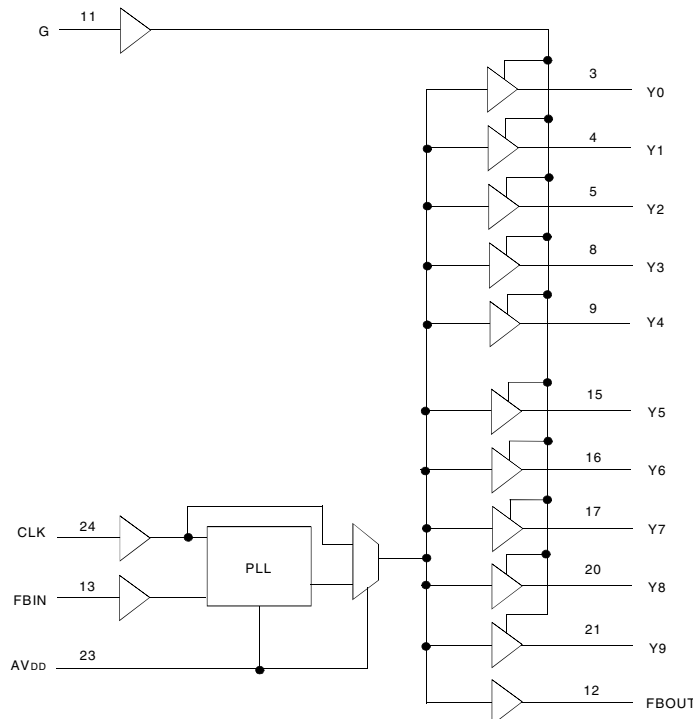 G 11
3 Y0
4 Y1
5 Y2
8 Y3
9 Y4
15 Y5
16 Y6
17 Y7
20 Y8
21 Y9
12 FBOUT
CLK 24
PLL
FBIN 13
AVDD 23